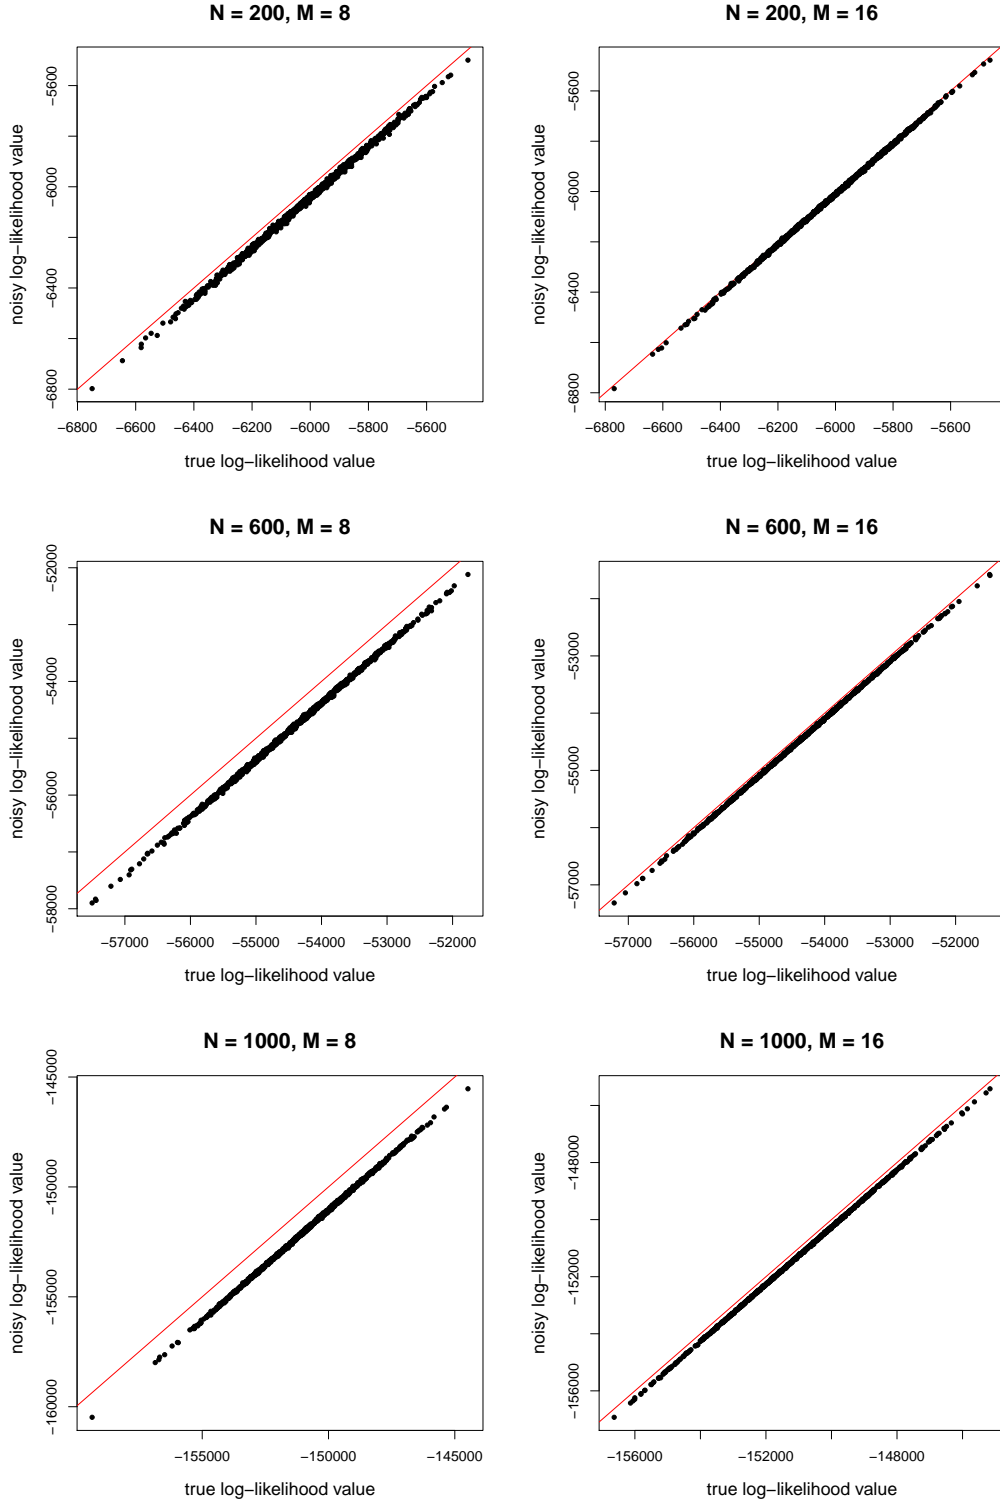 N = 200, M = 8
noisy log−likelihood value
−5600
−6000
−6400
−6800
−6800 −6600 −6400 −6200 −6000 −5800 −5600
true log−likelihood value
N = 200, M = 16
noisy log−likelihood value
−5600
−6000
−6400
−6800
−6800 −6600 −6400 −6200 −6000 −5800 −5600
true log−likelihood value
N = 600, M = 8
noisy log−likelihood value
−52000
−54000
−56000
−58000
−57000 −56000 −55000 −54000 −53000 −52000
true log−likelihood value
N = 600, M = 16
noisy log−likelihood value
−53000
−55000
−57000
−57000 −56000 −55000 −54000 −53000 −52000
true log−likelihood value
N = 1000, M = 8
noisy log−likelihood value
−145000
−150000
−155000
−160000
−155000 −150000 −145000
true log−likelihood value
N = 1000, M = 16
noisy log−likelihood value
−148000
−152000
−156000
−156000 −152000 −148000
true log−likelihood value